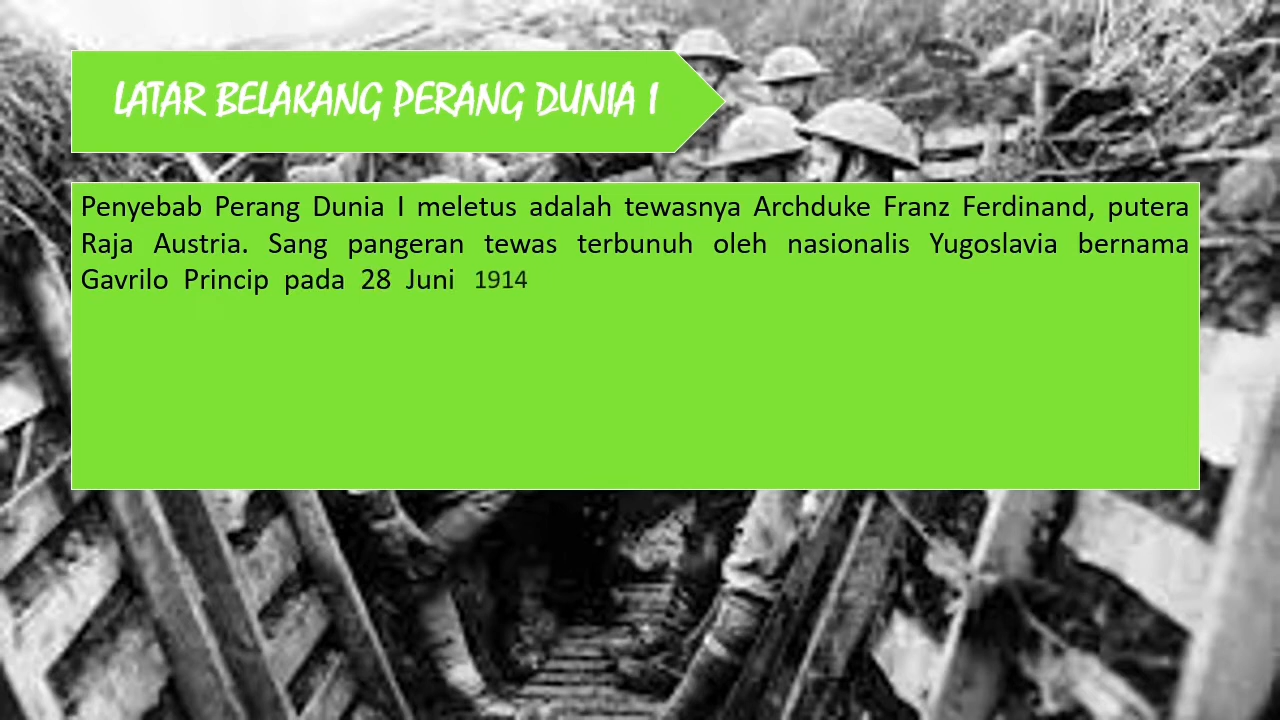 LATAR BELAKANG PERANG DUNIA I
Penyebab Perang Dunia I meletus adalah tewasnya Archduke Franz Ferdinand, putera
Raja Austria. Sang pangeran tewas terbunuh oleh nasionalis Yugoslavia bernama
Gavrilo Princip pada 28 Juni 1914